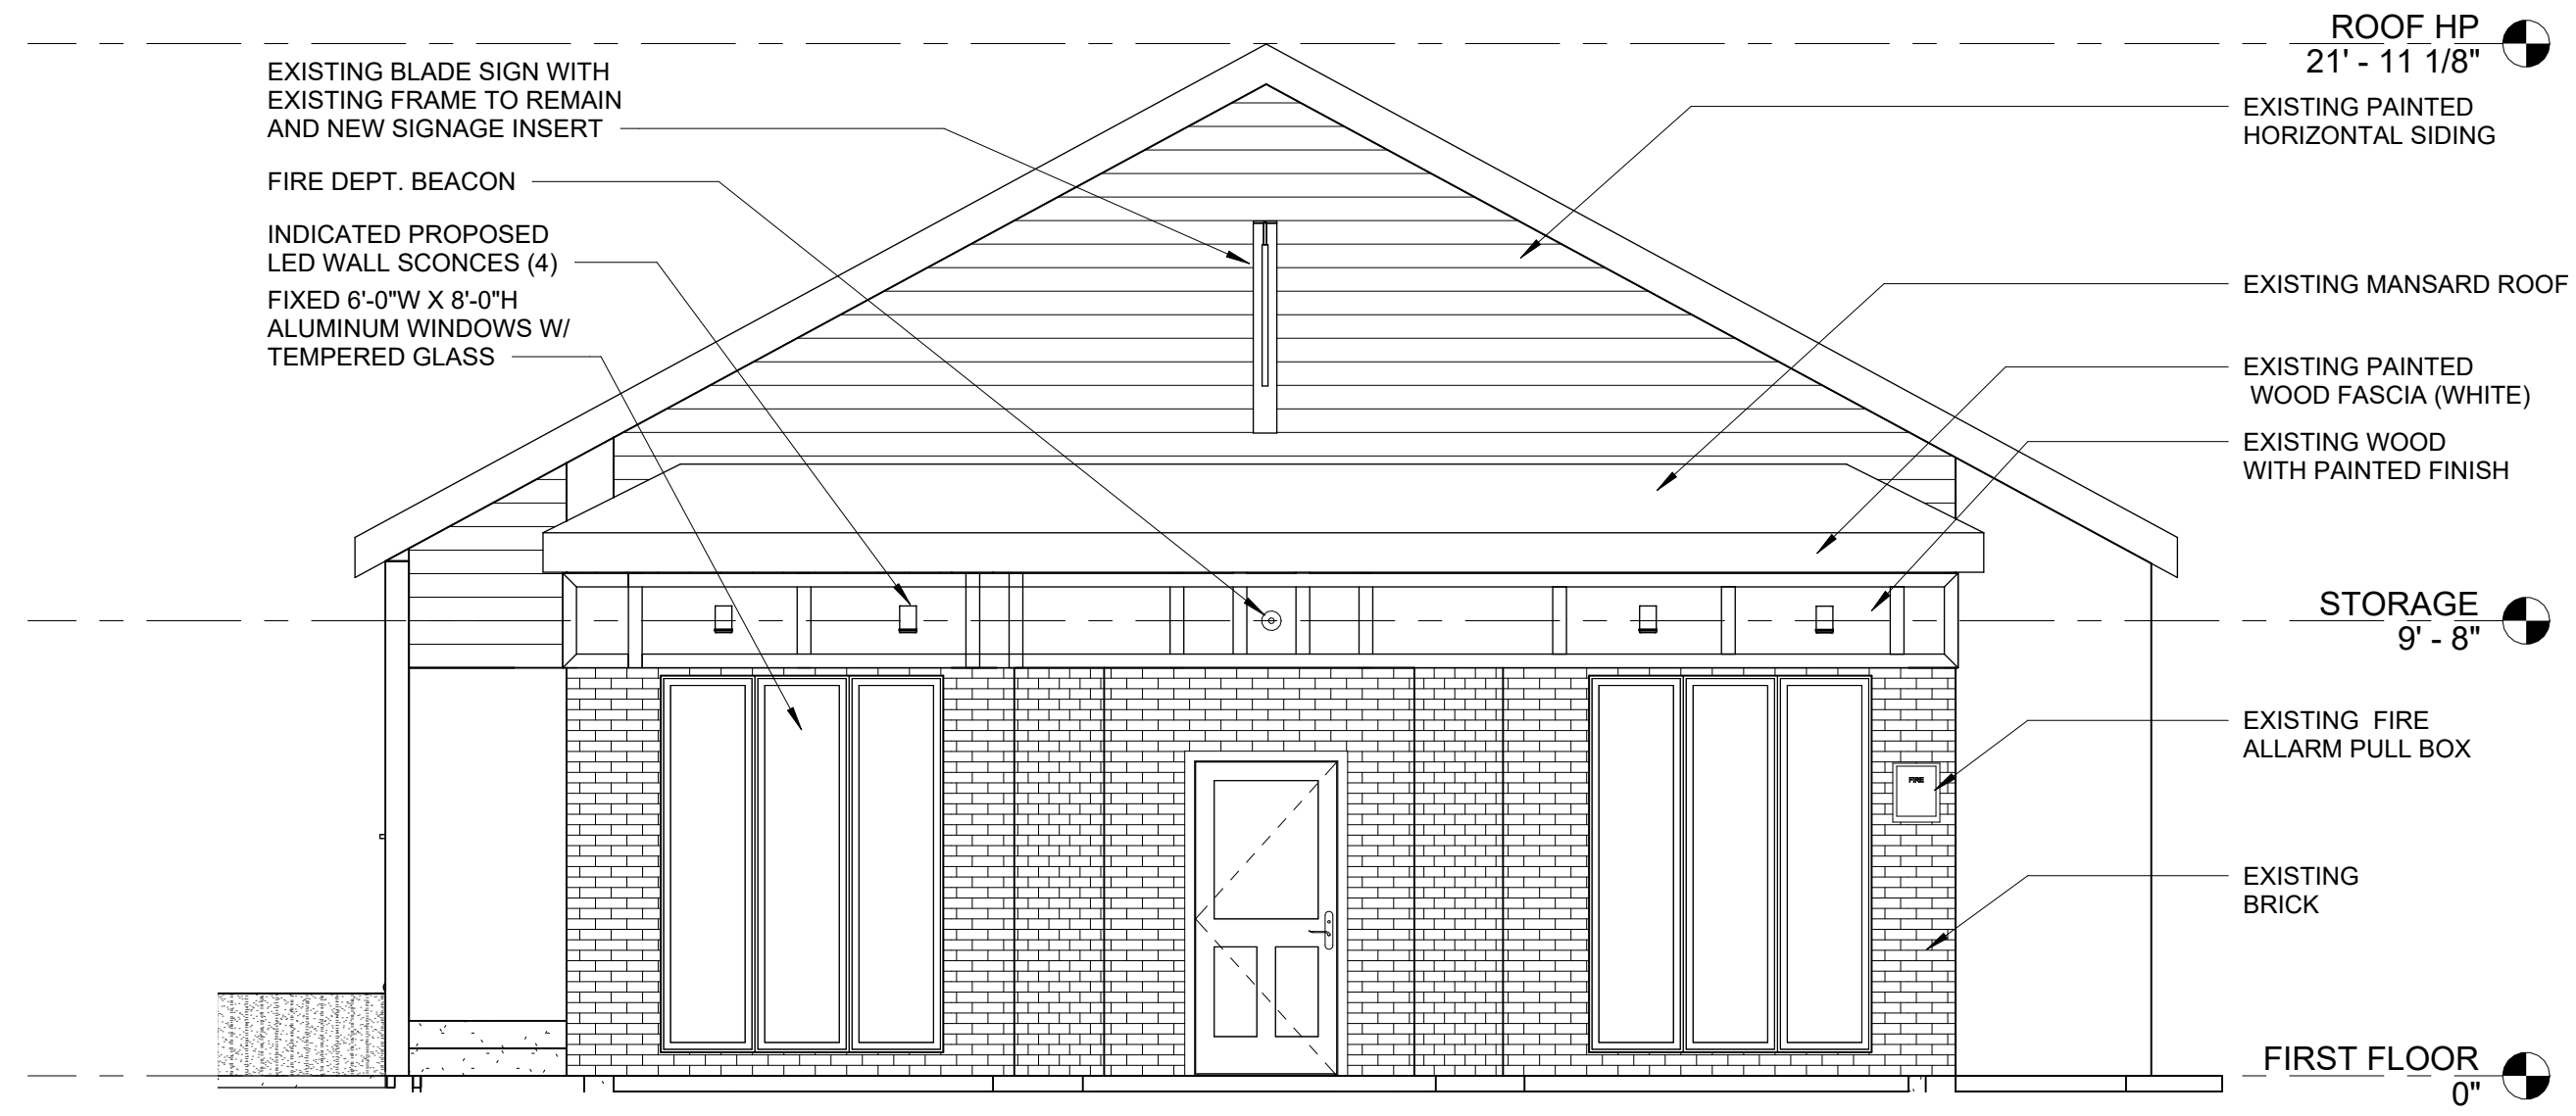 ROOF HP
21' - 11 1/8"
EXISTING BLADE SIGN WITH
EXISTING FRAME TO REMAIN
AND NEW SIGNAGE INSERT
FIRE DEPT. BEACON
INDICATED PROPOSED
LED WALL SCONCES (4)
FIXED 6'-0"W X 8'-0"H
ALUMINUM WINDOWS W/
TEMPERED GLASS
EXISTING PAINTED
HORIZONTAL SIDING
EXISTING MANSARD ROOF
EXISTING PAINTED
WOOD FASCIA (WHITE)
EXISTING WOOD
WITH PAINTED FINISH
STORAGE
9' - 8"
EXISTING FIRE
ALLARM PULL BOX
FIRE
EXISTING
BRICK
FIRST FLOOR
0"